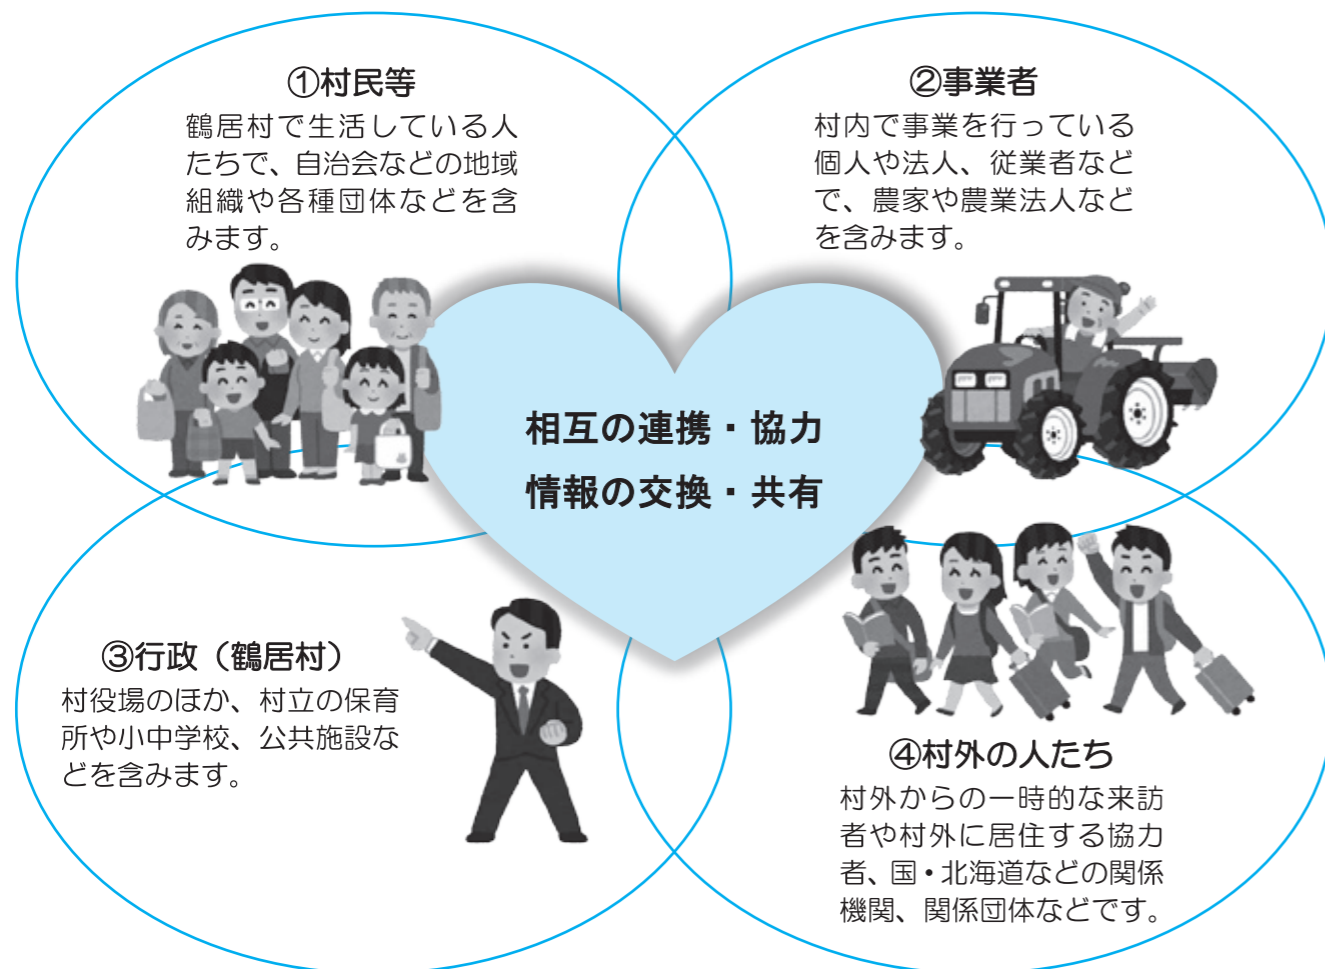 ①村民等
鶴居村で生活している人
たちで、自治会などの地域
組織や各種団体などを含
みます。
②事業者
村内で事業を行っている
個人や法人、従業者など
で、農家や農業法人など
を含みます。
相互の連携・協力
情報の交換・共有
③行政（鶴居村）
村役場のほか、村立の保育
所や小中学校、公共施設な
どを含みます。
④村外の人たち
村外からの一時的な来訪
者や村外に居住する協力
者、国・北海道などの関係
機関、関係団体などです。